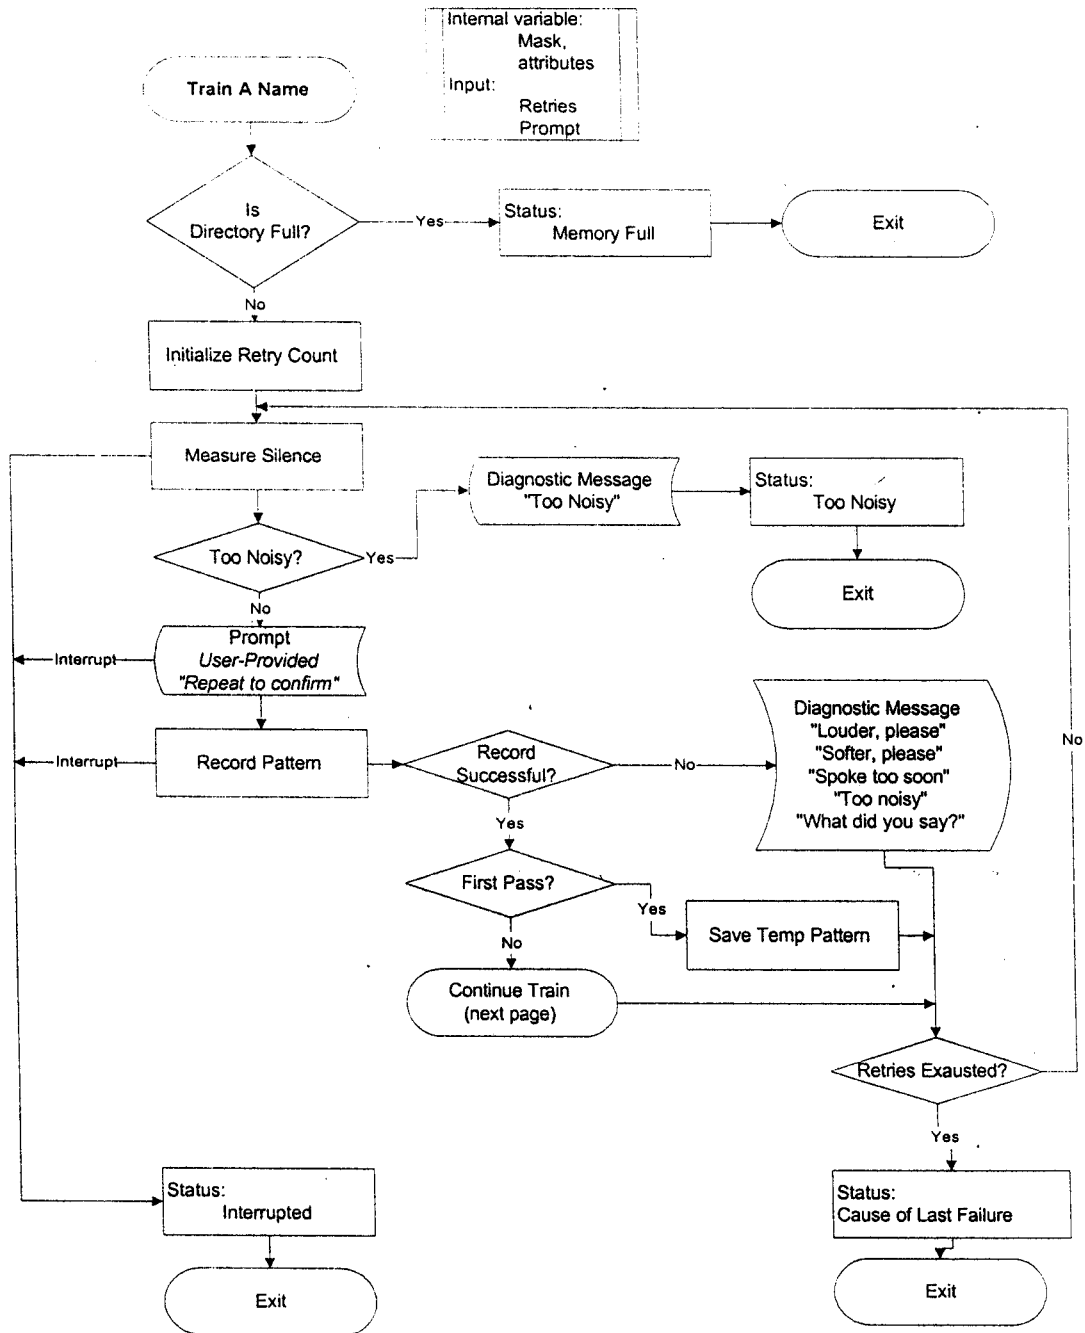 Internal variable:
Mask,
attributes
Input:
Retries
Prompt
Train A Name
Is
Directory Full?
Yes
Status:
Memory Full
Exit
No
Initialize Retry Count
Measure Silence
Diagnostic Message
"Too Noisy"
Status:
Too Noisy
Too Noisy?
Yes
Exit
No
Prompt
User-Provided
"Repeat to confirm"
Interrupt
Record Pattern
Interrupt
Record
Successful?
No
Diagnostic Message
"Louder, please"
"Softer, please"
"Spoke too soon"
"Too noisy"
"What did you say?"
No
Yes
First Pass?
Yes
Save Temp Pattern
No
Continue Train
(next page)
Retries Exausted?
Yes
Status:
Interrupted
Status:
Cause of Last Failure
Exit
Exit